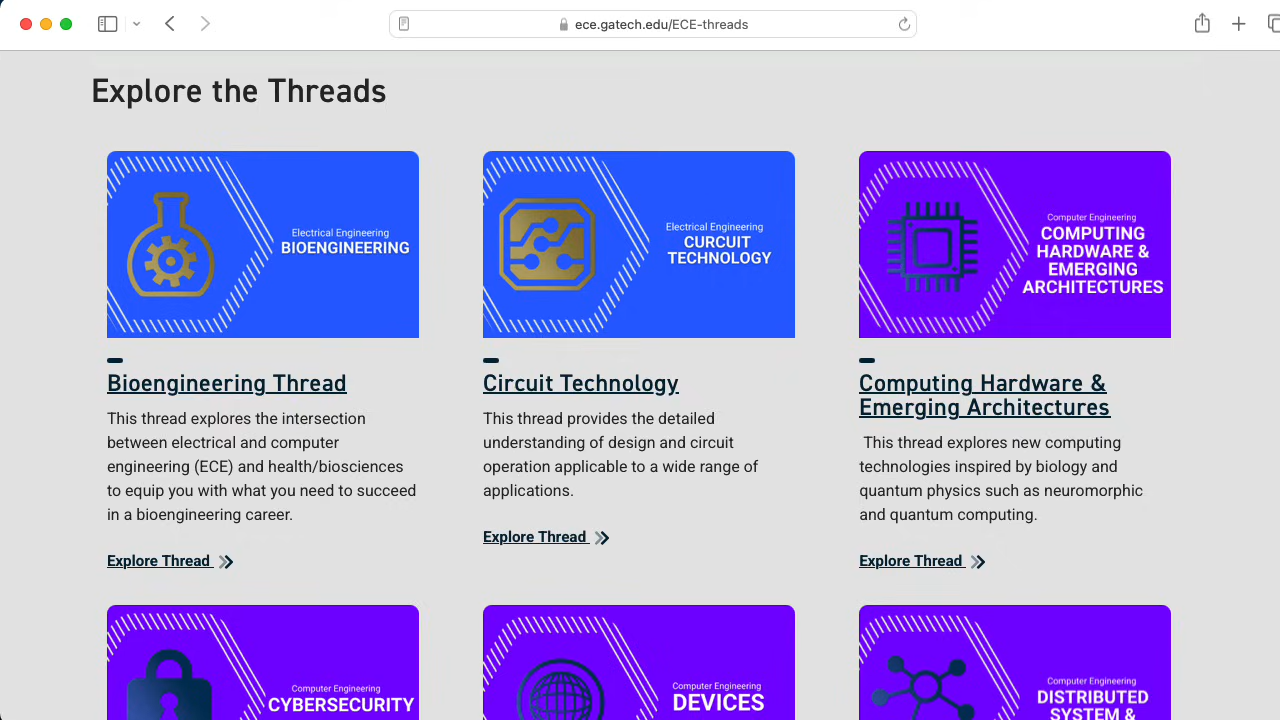 ece.gatech.edu/ECE-threads
Explore the Threads
Electrical Engineering
BIOENGINEERING
Electrical Engineering
CURCUIT
TECHNOLOGY
Computer Engineering
COMPUTING
HARDWARE &
EMERGING
ARCHITECTURES
Bioengineering Thread
This thread explores the intersection
between electrical and computer
engineering (ECE) and health/biosciences
to equip you with what you need to succeed
in a bioengineering career.
Explore Thread
Circuit Technology
This thread provides the detailed
understanding of design and circuit
operation applicable to a wide range of
applications.
Explore Thread
Computing Hardware &
Emerging Architectures
This thread explores new computing
technologies inspired by biology and
quantum physics such as neuromorphic
and quantum computing.
Explore Thread
Computer Engineering
CYBERSECURITY
Computer Engineering
DEVICES
Computer Engineering
DISTRIBUTED
SYSTEM &